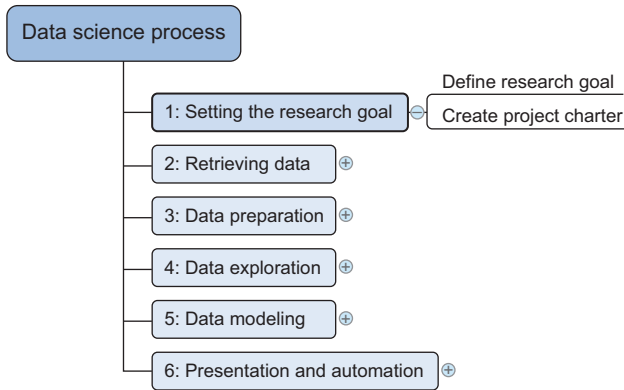 Data science process
1: Setting the research goal
Define research goal
Create project charter
2: Retrieving data
3: Data preparation
4: Data exploration
5: Data modeling
6: Presentation and automation